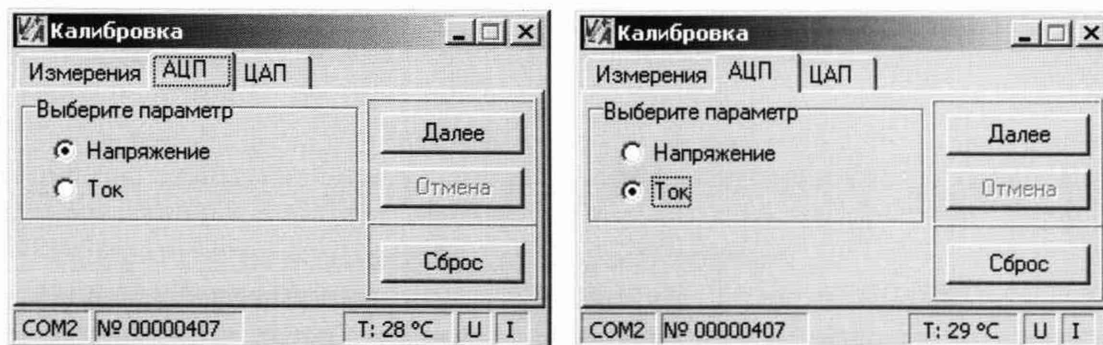 Калибровка
Измерения АЦП ЦАП
Выберите параметр
Напряжение
Ток
Далее
Отмена
Сброс
COM2 № 00000407 T: 28 °C U I
Калибровка
Измерения АЦП ЦАП
Выберите параметр
Напряжение
Ток
Далее
Отмена
Сброс
COM2 № 00000407 T: 29 °C U I